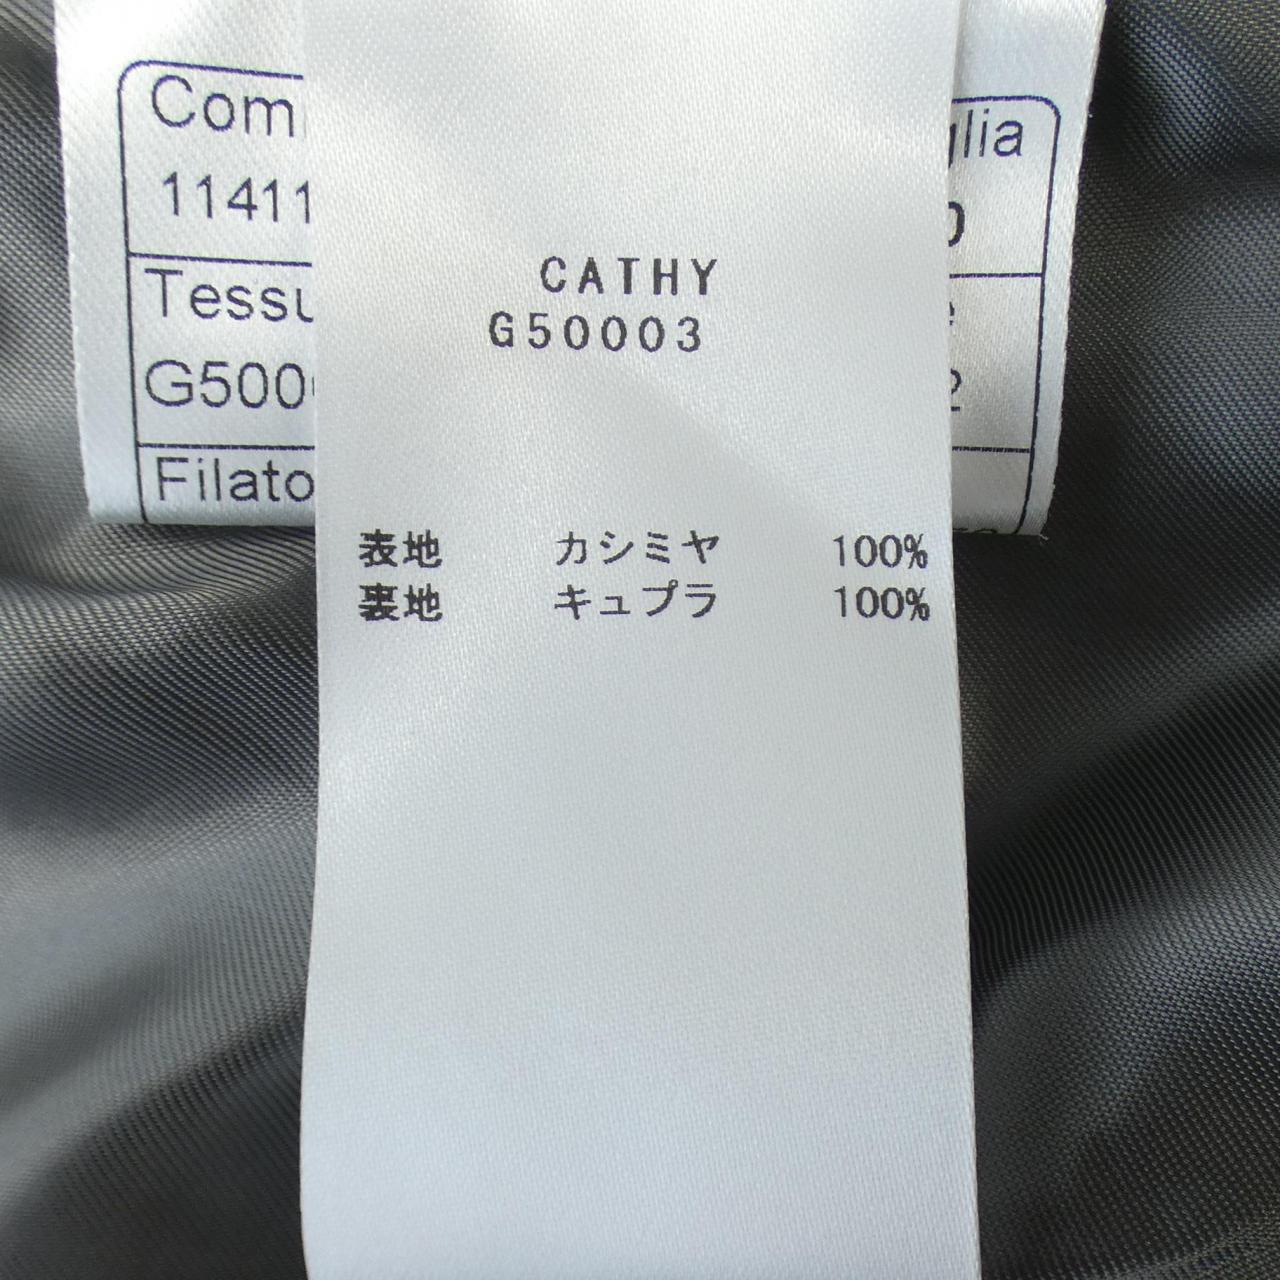 CATHY
G50003
表地 カシミヤ 100%
裏地 キュプラ 100%
Com
11411
Tessu
G500
Filato
glia